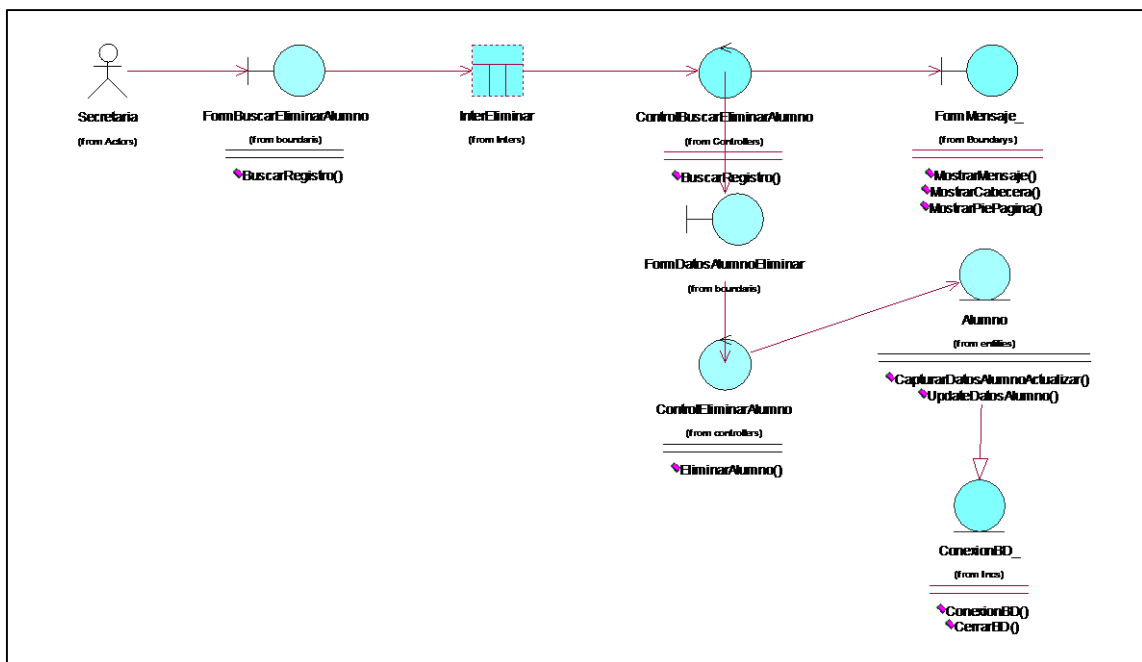 Secretaria
(from Actors)
FormBuscarEliminarAlumno
(from boundaris)
BuscarRegistro()
InterEliminar
(from Inters)
ControlBuscarEliminarAlumno
(from Controllers)
BuscarRegistro()
FormMensaje_
(from Boundarys)
MostrarMensaje()
MostrarCabecera()
MostrarPiePagina()
FormDatosAlumnoEliminar
(from boundaris)
Alumno
(from entities)
CapturarDatosAlumnoActualizar()
UpdateDatosAlumno()
ControlEliminarAlumno
(from controllers)
EliminarAlumno()
ConexionBD_
(from Incs)
ConexionBD()
CerrarBD()